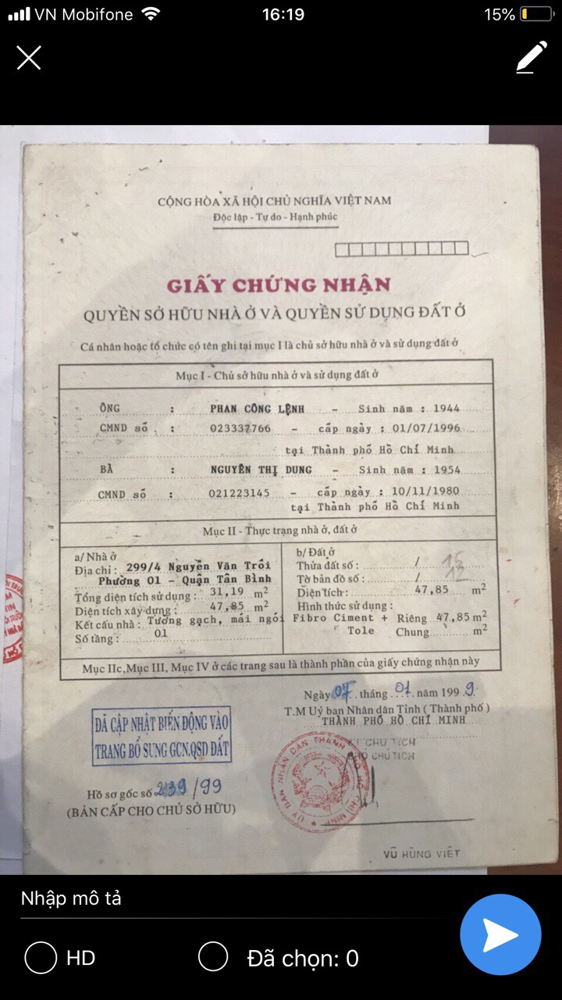 VN Mobifone 16:19 15%
CỘNG HÒA XÃ HỘI CHỦ NGHĨA VIỆT NAM
Độc lập - Tự do - Hạnh phúc
GIẤY CHỨNG NHẬN
QUYỀN SỞ HỮU NHÀ Ở VÀ QUYỀN SỬ DỤNG ĐẤT Ở
Cá nhân hoặc tổ chức có tên ghi tại mục I là chủ sở hữu nhà ở và sử dụng đất ở
Mục I - Chủ sở hữu nhà ở và sử dụng đất ở
ÔNG : PHAN CÔNG LỆNH - Sinh năm : 1944
CMND số : 023337766 - cấp ngày : 01/07/1996
tại Thành phố Hồ Chí Minh
BÀ : NGUYỄN THỊ DUNG - Sinh năm : 1954
CMND số : 021223145 - cấp ngày : 10/11/1980
tại Thành phố Hồ Chí Minh
Mục II - Thực trạng nhà ở, đất ở
a/ Nhà ở
Địa chỉ : 299/4 Nguyễn Văn Trỗi
Phường 01 - Quận Tân Bình
Tổng diện tích sử dụng : 31,19 m2
Diện tích xây dựng : 47,85 m2
Kết cấu nhà : Tường gạch, mái ngói Fibro Ciment + Tole
Số tầng : 01
b/ Đất ở
Thửa đất số : / 15
Tờ bản đồ số : / 12
Diện tích : 47,85 m2
Hình thức sử dụng :
Riêng 47,85 m2
Chung m2
Mục IIc, Mục III, Mục IV ở các trang sau là thành phần của giấy chứng nhận này
Ngày 07 tháng 01 năm 1999.
T.M Uỷ ban Nhân dân Tỉnh ( Thành phố )
THÀNH PHỐ HỒ CHÍ MINH
KT CHỦ TỊCH
PHÓ CHỦ TỊCH
ỦY BAN NHÂN DÂN THÀNH PHỐ HỒ CHÍ MINH
ĐÃ CẬP NHẬT BIẾN ĐỘNG VÀO
TRANG BỔ SUNG GCN.QSD ĐẤT
Hồ sơ gốc số 239/99
(BẢN CẤP CHO CHỦ SỞ HỮU)
VŨ HÙNG VIỆT
Nhập mô tả
HD Đã chọn: 0